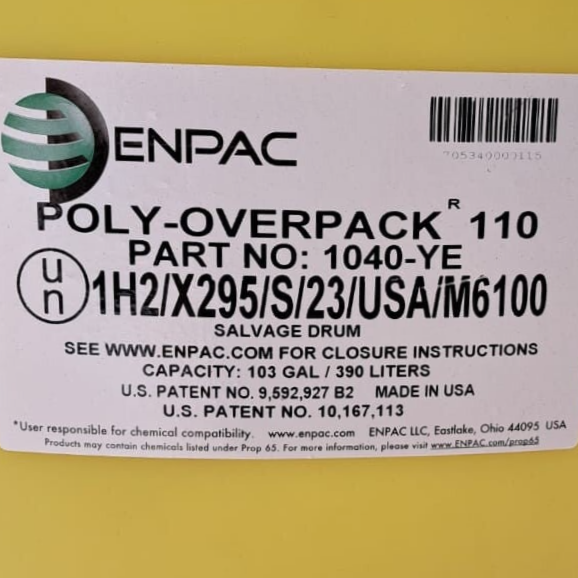 ENPAC
705340000115
POLY-OVERPACK R 110
PART NO: 1040-YE
un 1H2/X295/S/23/USA/M6100
SALVAGE DRUM
SEE WWW.ENPAC.COM FOR CLOSURE INSTRUCTIONS
CAPACITY: 103 GAL / 390 LITERS
U.S. PATENT NO. 9,592,927 B2 MADE IN USA
U.S. PATENT NO. 10,167,113
*User responsible for chemical compatibility. www.enpac.com ENPAC LLC, Eastlake, Ohio 44095 USA
Products may contain chemicals listed under Prop 65. For more information, please visit www.ENPAC.com/prop65